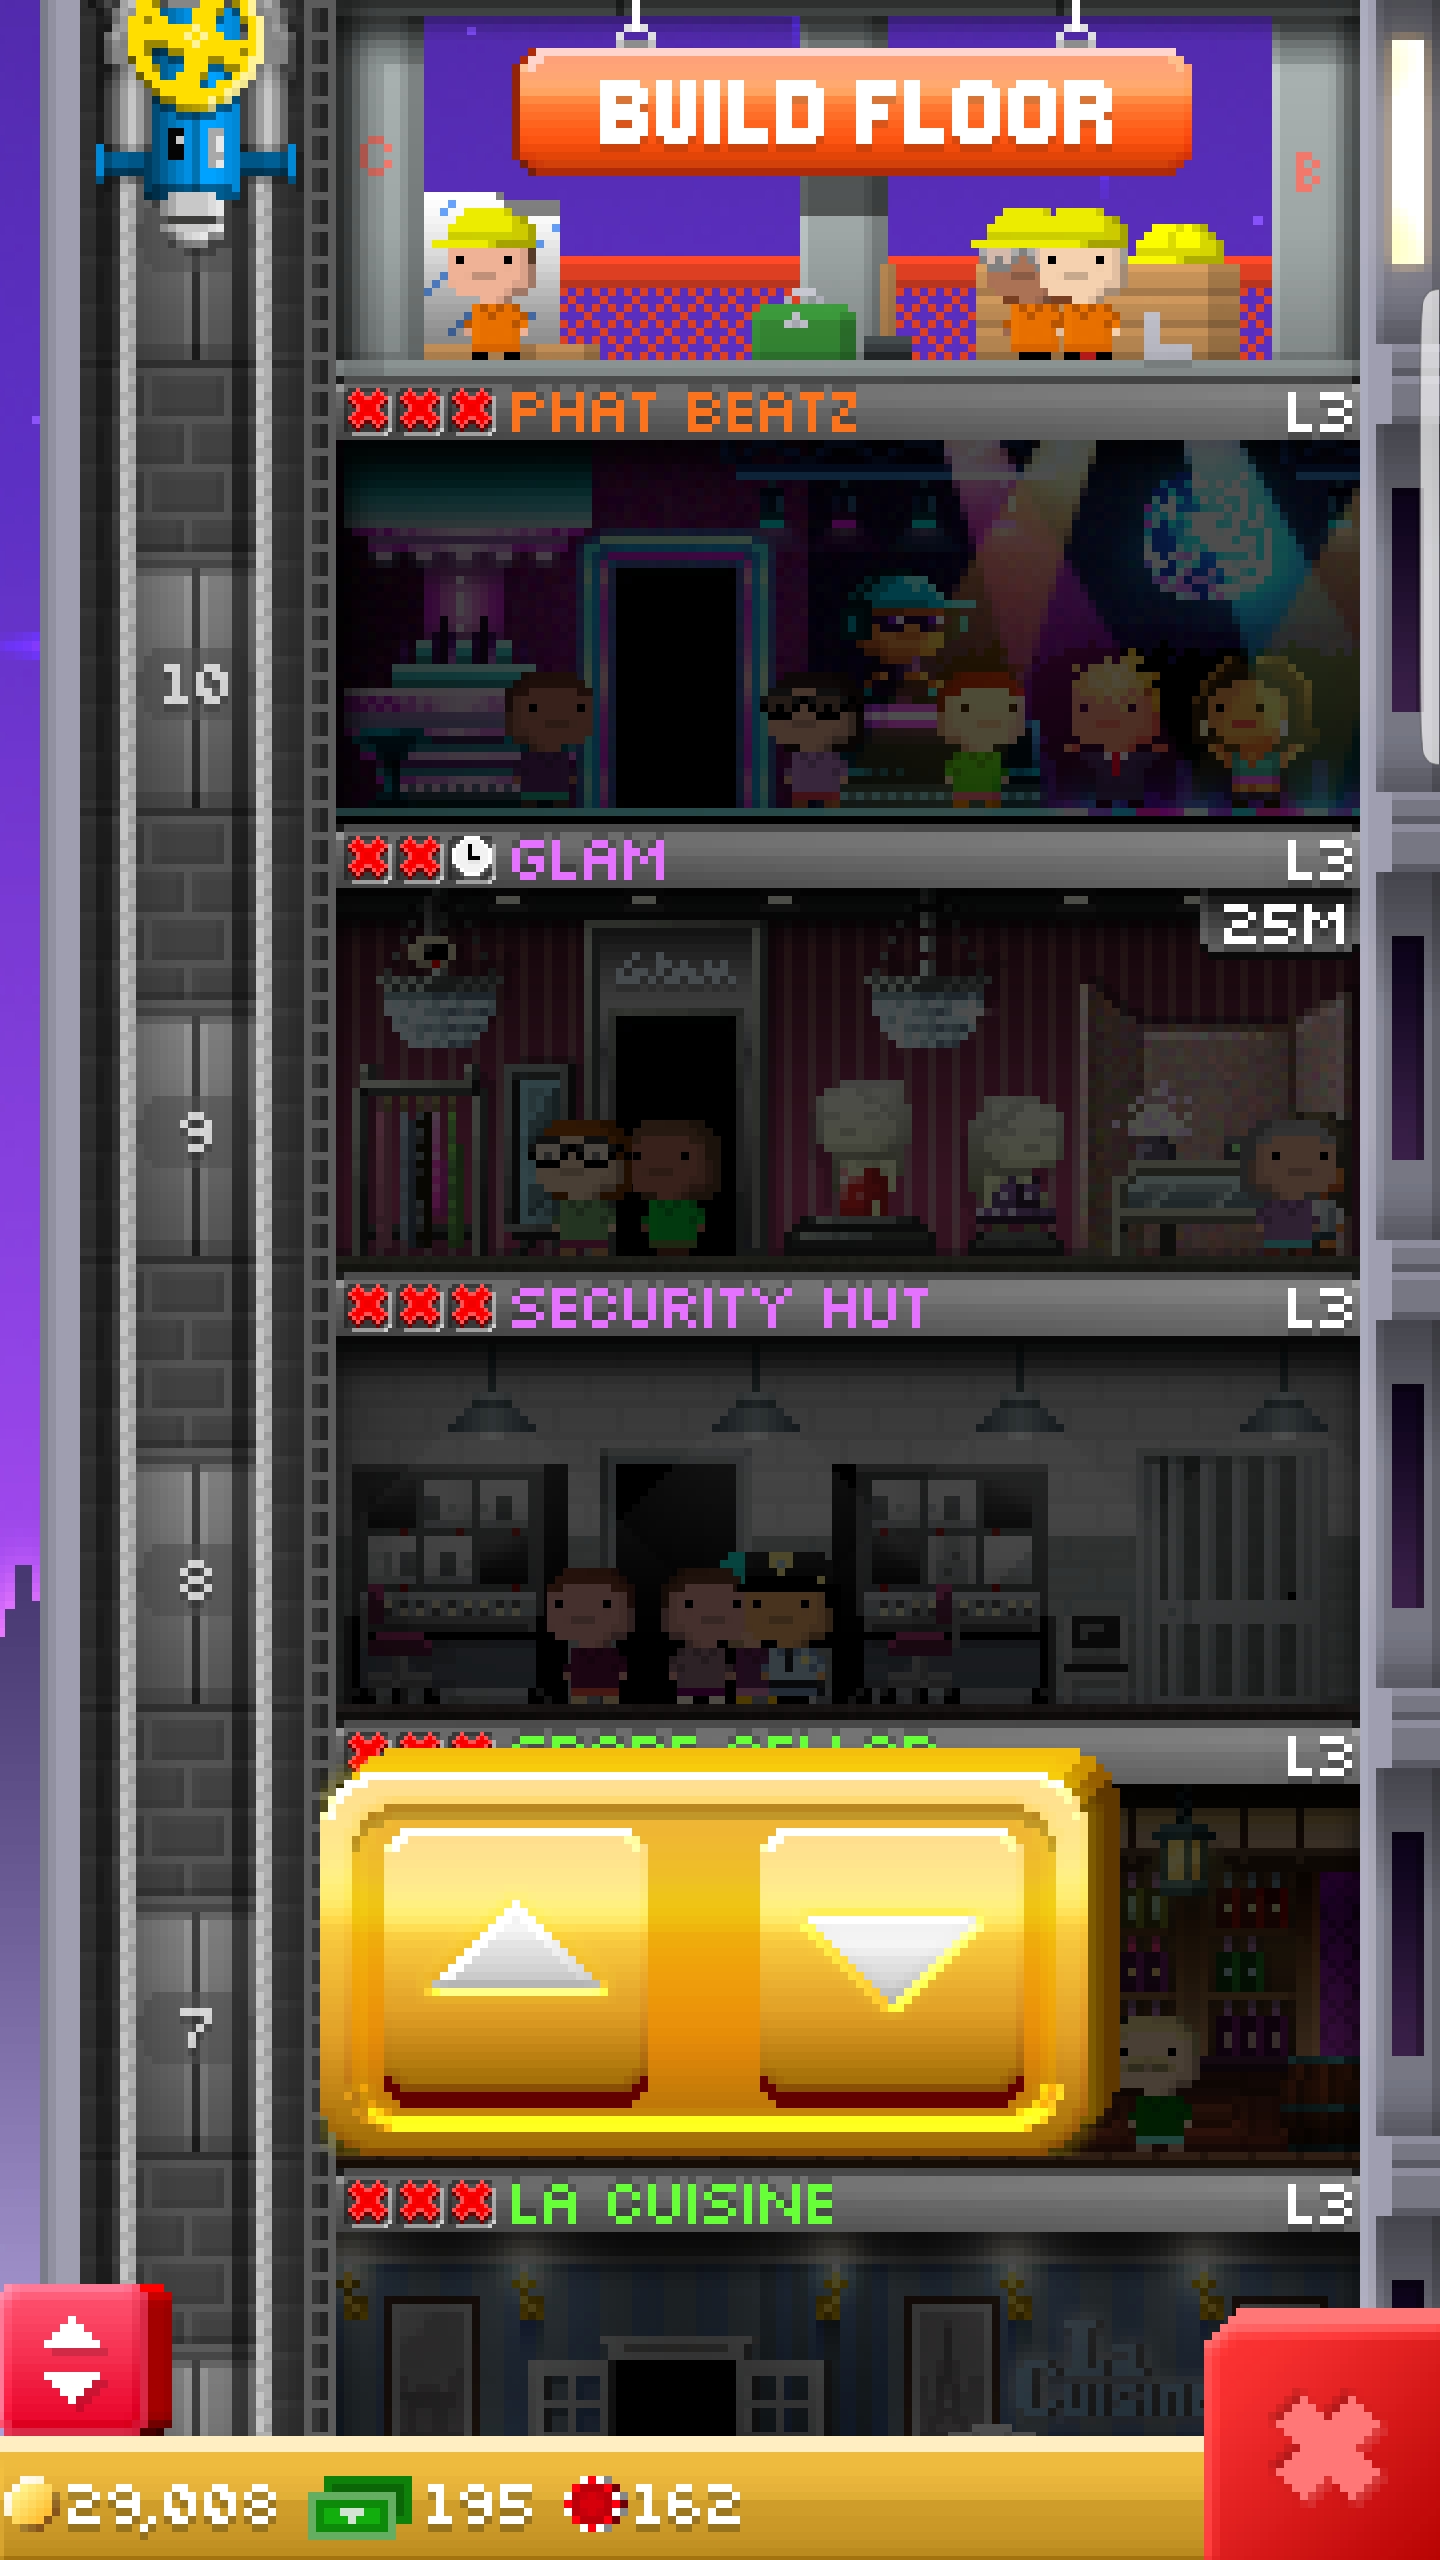 BUILD FLOOR
C
B
PHAT BEATZ L3
10
GLAM L3
25M
Glam
9
SECURITY HUT L3
8
L3
7
LA CUISINE L3
La
Cuisine
29,008 195 162